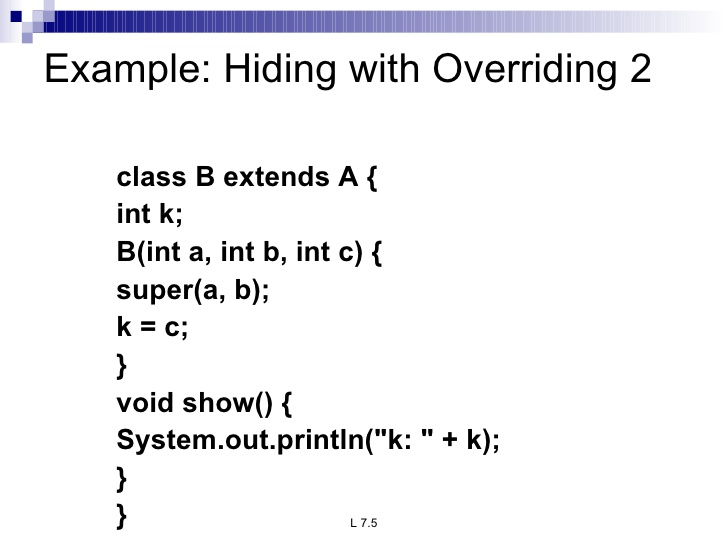 Example: Hiding with Overriding 2
class B extends A {
int k;
B(int a, int b, int c) {
super(a, b);
k = c;
}
void show() {
System.out.println("k: " + k);
}
}
L 7.5